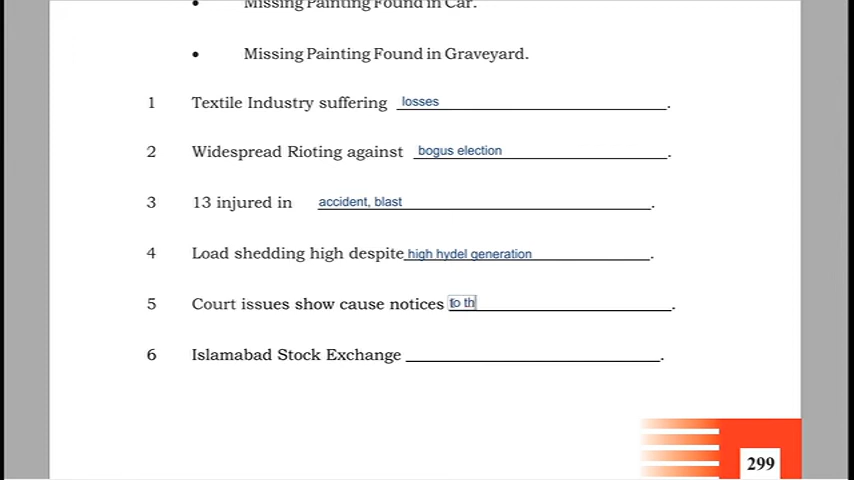 • Missing Painting Found in Car.
• Missing Painting Found in Graveyard.
1 Textile Industry suffering losses.
2 Widespread Rioting against bogus election.
3 13 injured in accident, blast.
4 Load shedding high despite high hydel generation.
5 Court issues show cause notices to th.
6 Islamabad Stock Exchange .
299